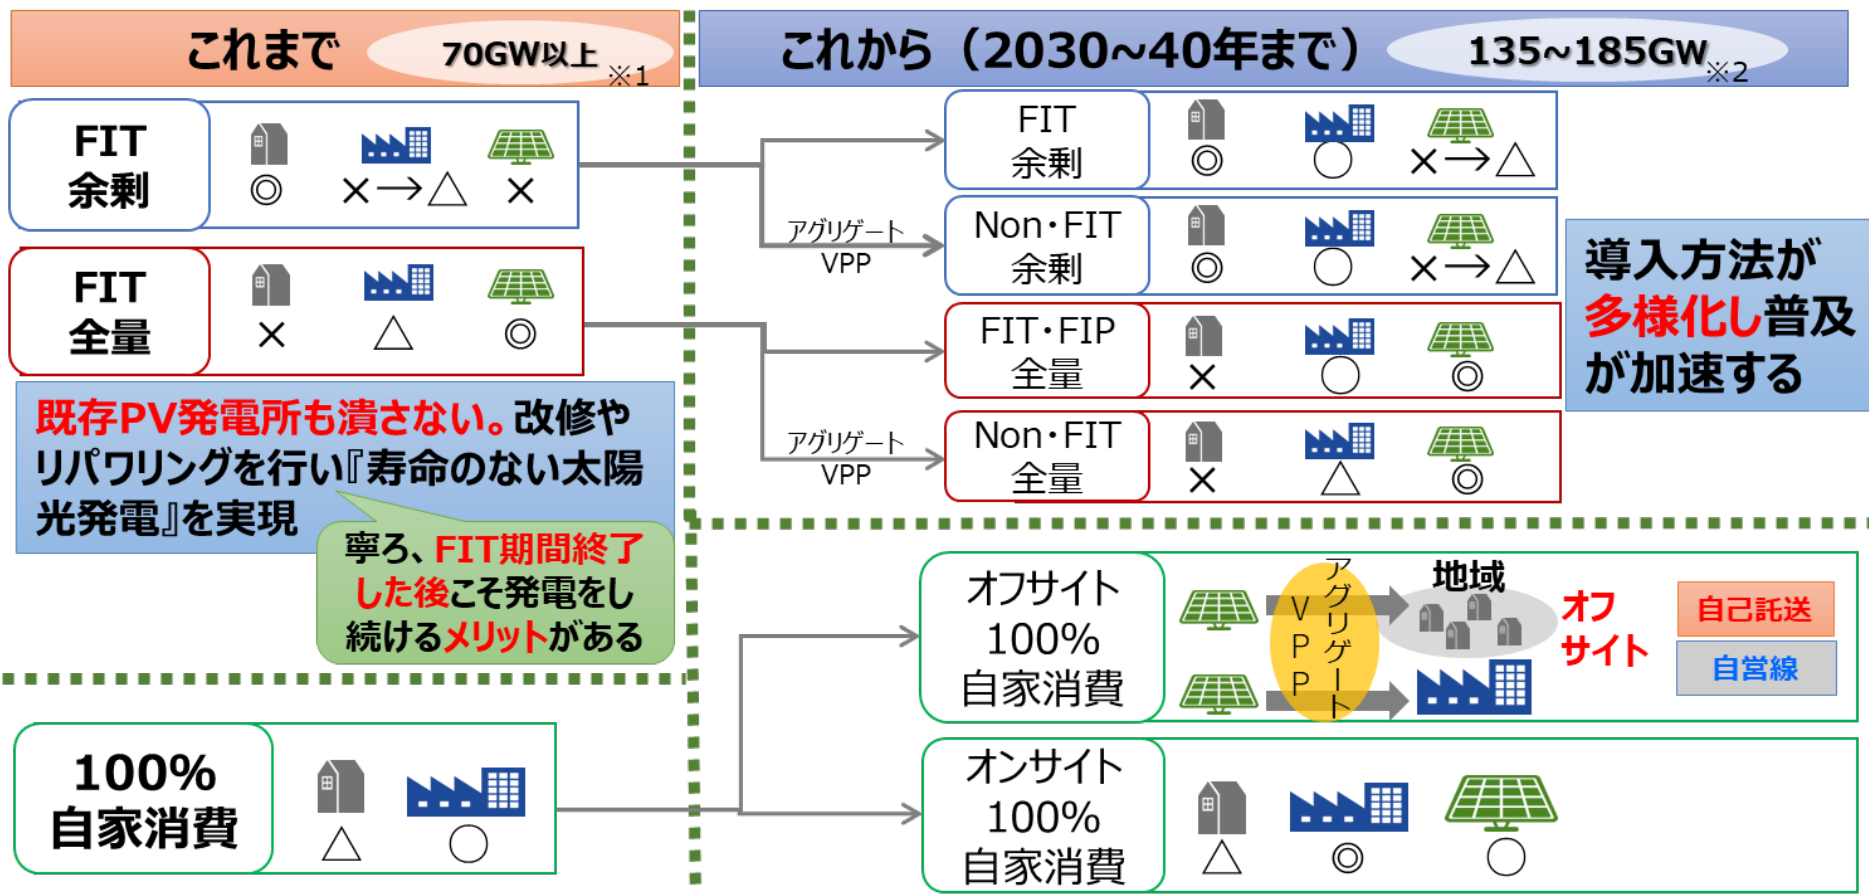 これまで
70GW以上
※1
これから（2030~40年まで）
135~185GW
※2
FIT
余剰
◎
×→△
×
FIT
全量
×
△
◎
既存PV発電所も潰さない。改修や
リパワリングを行い『寿命のない太陽
光発電』を実現
寧ろ、FIT期間終了
した後こそ発電をし
続けるメリットがある
100%
自家消費
△
○
FIT
余剰
◎
○
×→△
アグリゲート
VPP
Non・FIT
余剰
◎
○
×→△
FIT・FIP
全量
×
○
◎
アグリゲート
VPP
Non・FIT
全量
×
△
◎
導入方法が
多様化し普及
が加速する
オフサイト
100%
自家消費
アグリゲート
VPP
地域
オフ
サイト
自己託送
自営線
オンサイト
100%
自家消費
△
◎
○